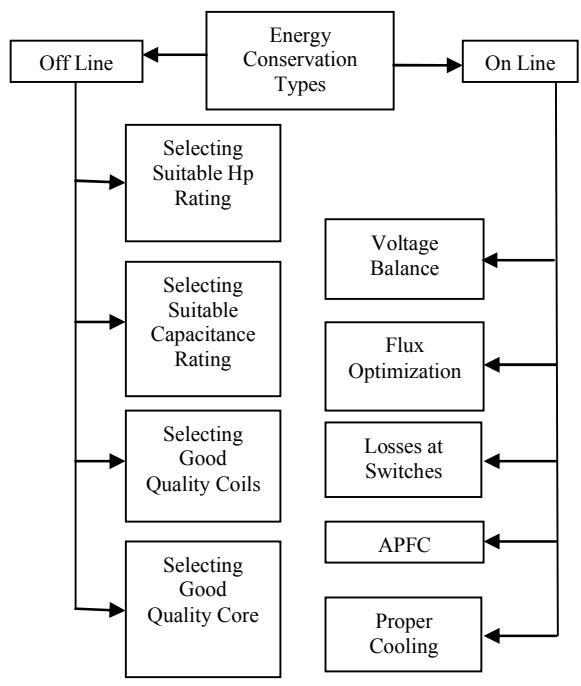 Energy
Conservation
Types
Off Line
On Line
Selecting
Suitable Hp
Rating
Selecting
Suitable
Capacitance
Rating
Selecting
Good
Quality Coils
Selecting
Good
Quality Core
Voltage
Balance
Flux
Optimization
Losses at
Switches
APFC
Proper
Cooling